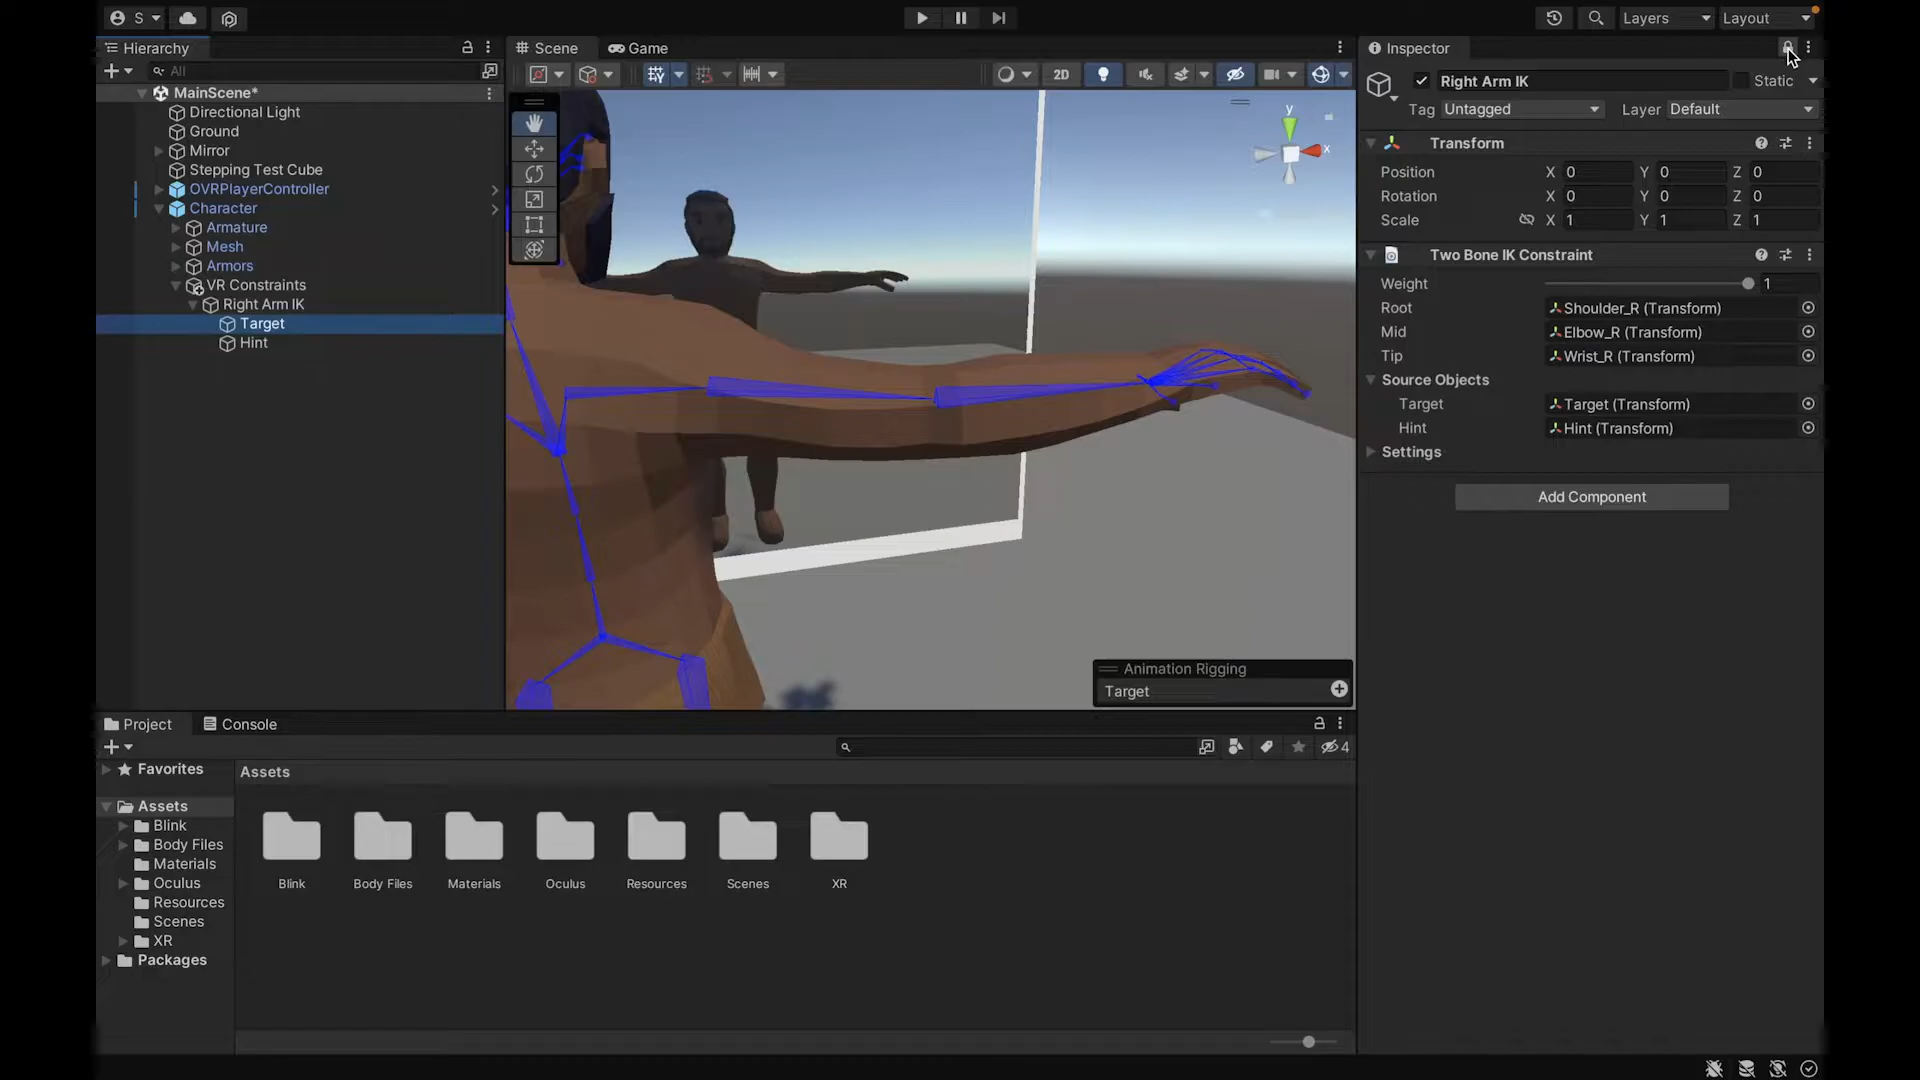 S
Layers
Layout
Hierarchy
All
MainScene*
Directional Light
Ground
Mirror
Stepping Test Cube
OVRPlayerController
Character
Armature
Mesh
Armors
VR Constraints
Right Arm IK
Target
Hint
Scene
Game
2D
y
x
Animation Rigging
Target
Inspector
Right Arm IK
Static
Tag Untagged
Layer Default
Transform
Position X 0 Y 0 Z 0
Rotation X 0 Y 0 Z 0
Scale X 1 Y 1 Z 1
Two Bone IK Constraint
Weight 1
Root Shoulder_R (Transform)
Mid Elbow_R (Transform)
Tip Wrist_R (Transform)
Source Objects
Target Target (Transform)
Hint Hint (Transform)
Settings
Add Component
Project
Console
4
Favorites
Assets
Blink
Body Files
Materials
Oculus
Resources
Scenes
XR
Packages
Assets
Blink
Body Files
Materials
Oculus
Resources
Scenes
XR